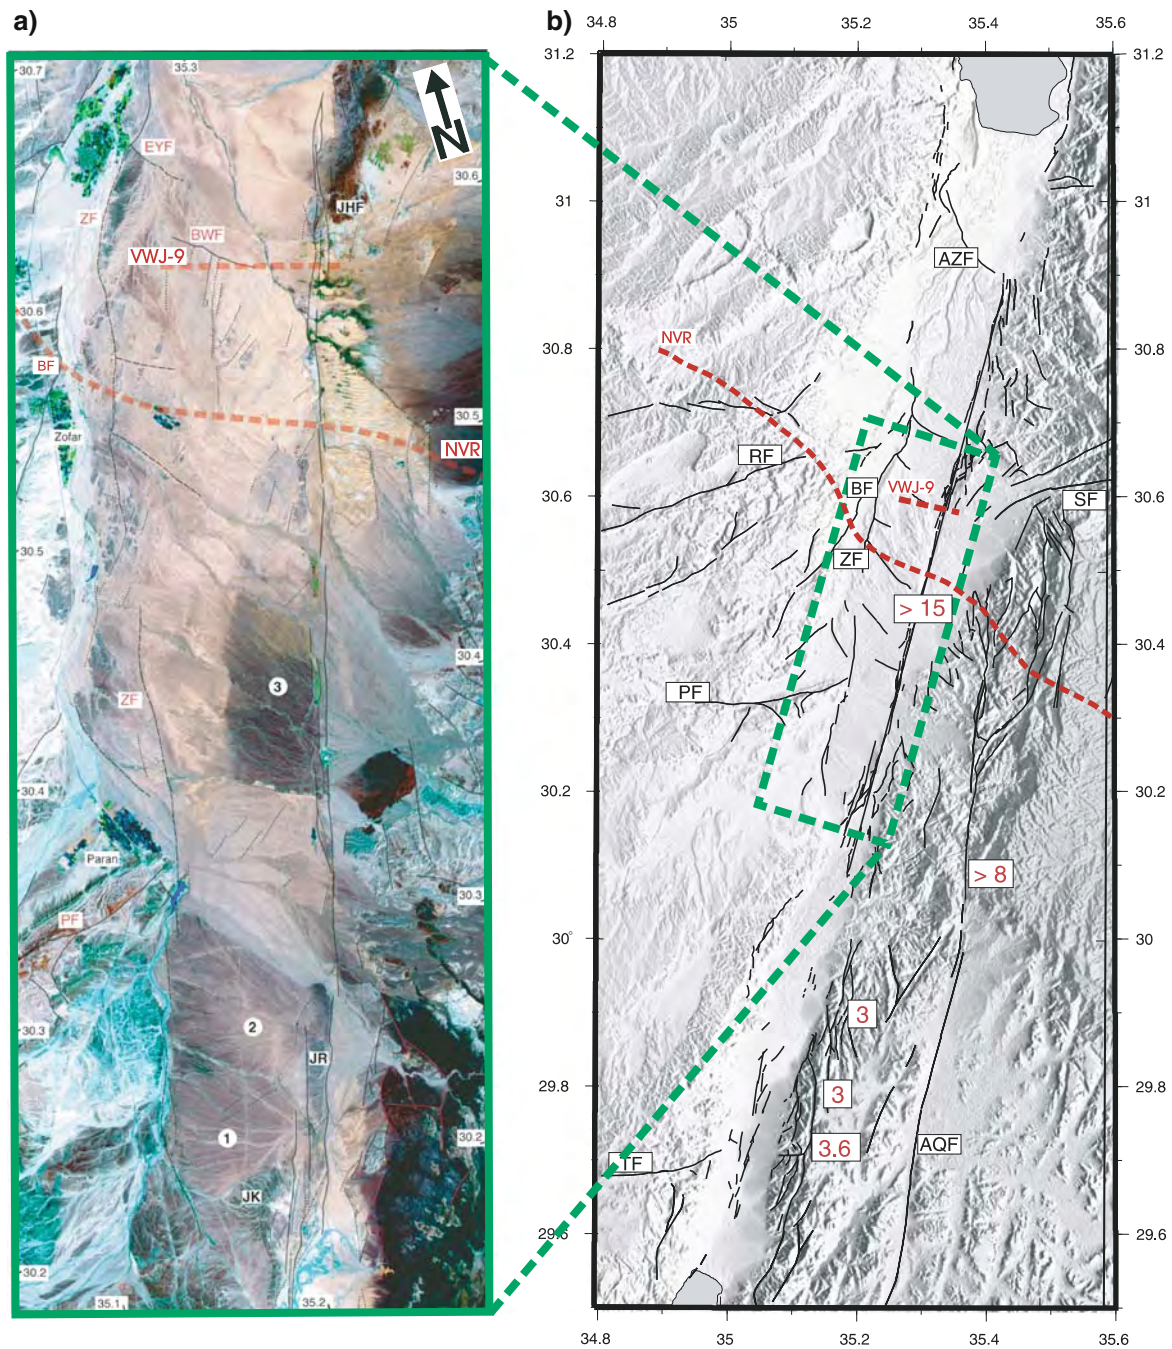 a)
30.7
35.3
N
EYF
30.6
JHF
ZF
BWF
VWJ-9
30.6
BF
30.5
Zofar
NVR
30.5
30.4
3
ZF
30.4
Paran
30.3
PF
30.3
2
JR
1
30.2
JK
30.2
35.1
35.2
b)
34.8 35 35.2 35.4 35.6
31.2 31.2
31 31
AZF
NVR
30.8 30.8
RF
BF
VWJ-9
SF
30.6 30.6
ZF
> 15
30.4 30.4
PF
30.2 30.2
> 8
30° 30
3
29.8 29.8
3
3.6
AQF
TF
29.6 29.6
34.8 35 35.2 35.4 35.6